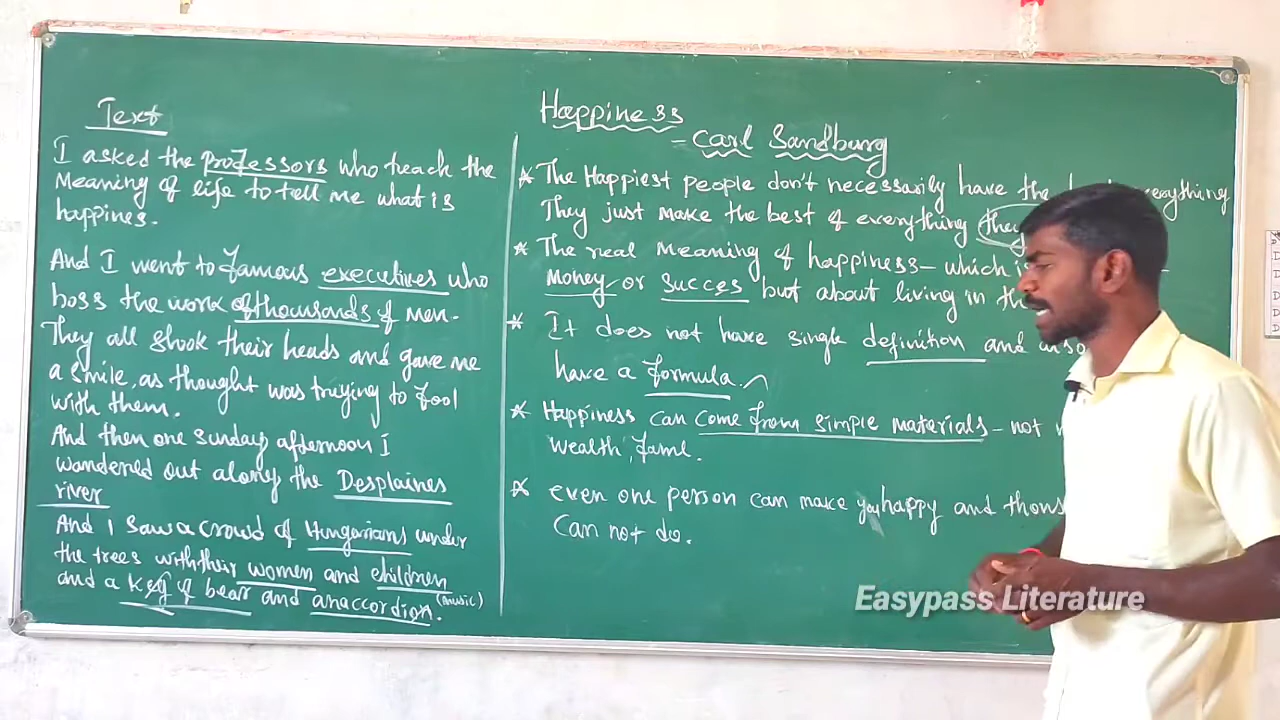 Text
I asked the professors who teach the
Meaning of life to tell me what is
happines.
And I went to famous executives who
boss the work of thousands of men.
They all shook their heads and gave me
a smile, as thought was trying to fool
with them.
And then one sunday afternoon I
wandered out along the Desplaines
river
And I saw a crowd of Hungarians under
the trees with their women and children
and a keg of bear and anaccordion. (music)
Happiness
- Carl Sandburg
* The Happiest people don't necessarily have the everything
They just make the best of everything
* The real Meaning of happiness - which
Money or succes but about living in
* It does not have single definition and
have a formula.
* Happiness can come from simple materials - not
wealth, fame.
* even one person can make you happy and
Can not do.
Easypass Literature